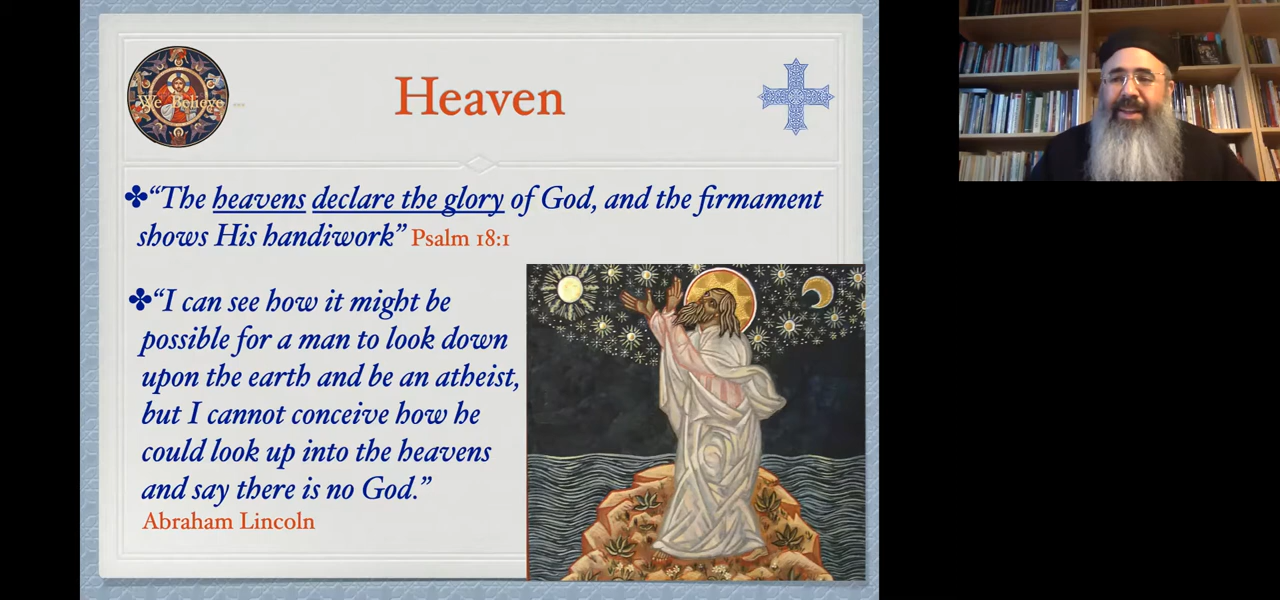 We Believe ...
Heaven
“The heavens declare the glory of God, and the firmament
shows His handiwork” Psalm 18:1
“I can see how it might be
possible for a man to look down
upon the earth and be an atheist,
but I cannot conceive how he
could look up into the heavens
and say there is no God.”
Abraham Lincoln